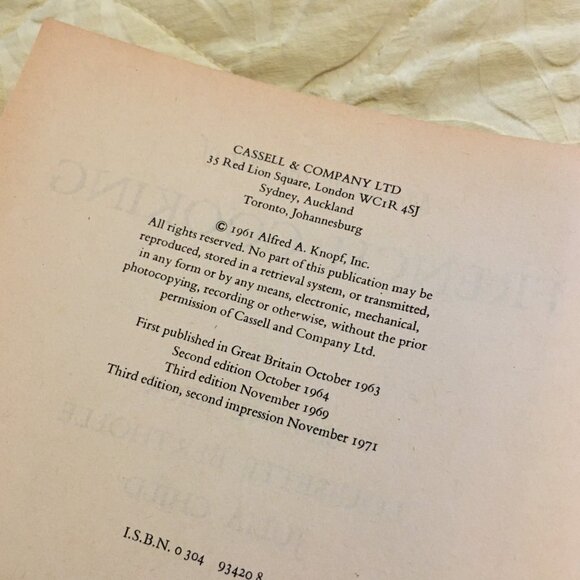 CASSELL & COMPANY LTD
35 Red Lion Square, London WC1R 4SJ
Sydney, Auckland
Toronto, Johannesburg
© 1961 Alfred A. Knopf, Inc.
All rights reserved. No part of this publication may be
reproduced, stored in a retrieval system, or transmitted,
in any form or by any means, electronic, mechanical,
photocopying, recording or otherwise, without the prior
permission of Cassell and Company Ltd.
First published in Great Britain October 1963
Second edition October 1964
Third edition November 1969
Third edition, second impression November 1971
I.S.B.N. 0 304 93420 8